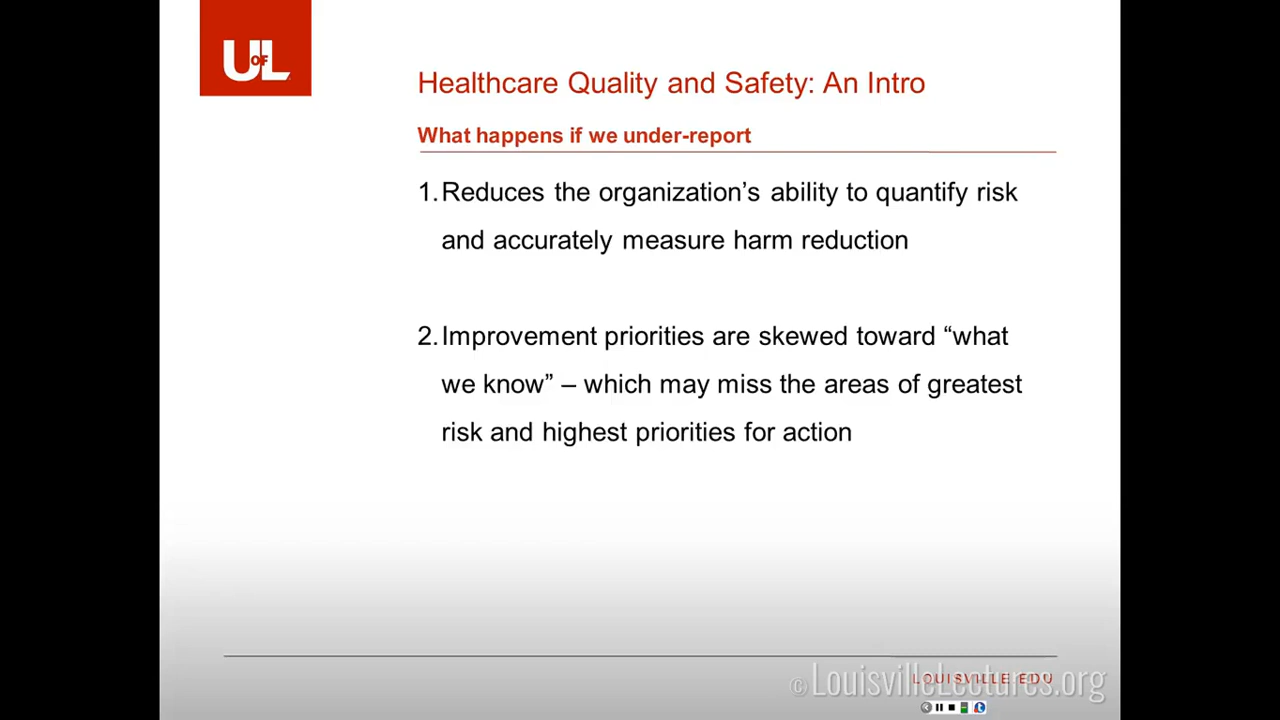 UL
OF
Healthcare Quality and Safety: An Intro
What happens if we under-report
1. Reduces the organization’s ability to quantify risk
and accurately measure harm reduction
2. Improvement priorities are skewed toward “what
we know” – which may miss the areas of greatest
risk and highest priorities for action
LOUISVILLE.EDU
© LouisvilleLectures.org